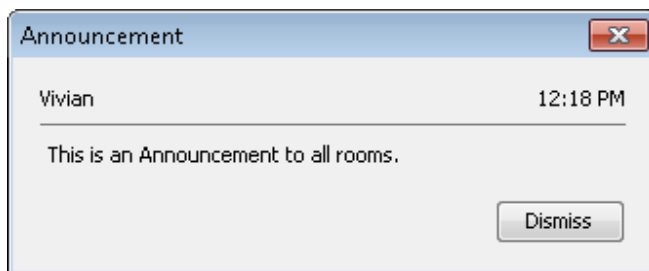 Announcement
Vivian 12:18 PM
This is an Announcement to all rooms.
Dismiss